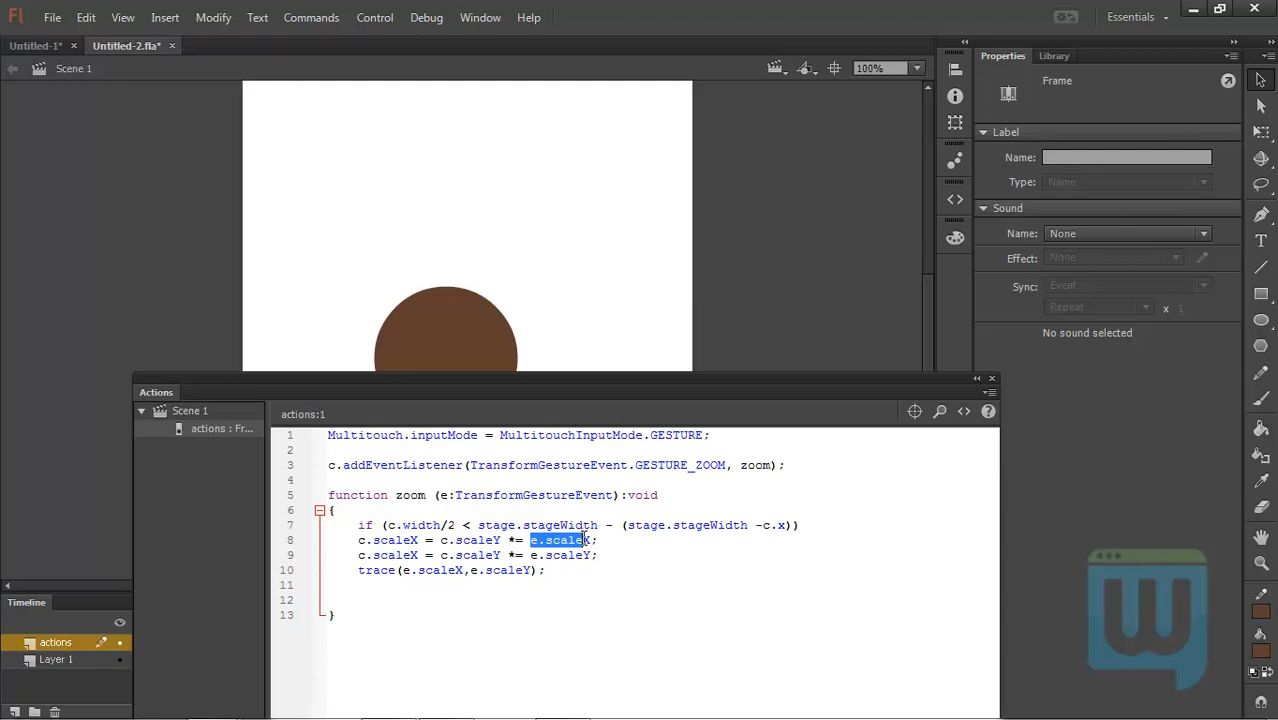 Fl File Edit View Insert Modify Text Commands Control Debug Window Help Essentials
Untitled-1* × Untitled-2.fla* ×
Scene 1 100%
Properties Library
Frame
Label
Name:
Type: Name
Sound
Name: None
Effect: None
Sync: Event
Repeat x 1
No sound selected
Actions
Scene 1
actions : Fr...
actions:1
1 Multitouch.inputMode = MultitouchInputMode.GESTURE;
2
3 c.addEventListener(TransformGestureEvent.GESTURE_ZOOM, zoom);
4
5 function zoom (e:TransformGestureEvent):void
6 {
7 if (c.width/2 < stage.stageWidth - (stage.stageWidth -c.x))
8 c.scaleX = c.scaleY *= e.scaleX;
9 c.scaleX = c.scaleY *= e.scaleY;
10 trace(e.scaleX,e.scaleY);
11
12
13 }
Timeline
actions
Layer 1